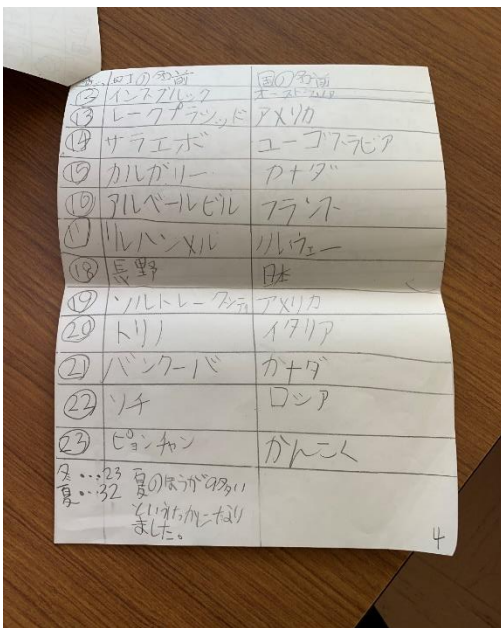 町の名前 国の名前
⑫ インスブルック オーストリア
⑬ レークプラシッド アメリカ
⑭ サラエボ ユーゴスラビア
⑮ カルガリー カナダ
⑯ アルベールビル フランス
⑰ リレハンメル ノルウェー
⑱ 長野 日本
⑲ ソルトレークシティ アメリカ
⑳ トリノ イタリア
㉑ バンクーバ カナダ
㉒ ソチ ロシア
㉓ ピョンチャン かんこく
冬…23
夏…32 夏のほうが多い
という
ました。
4